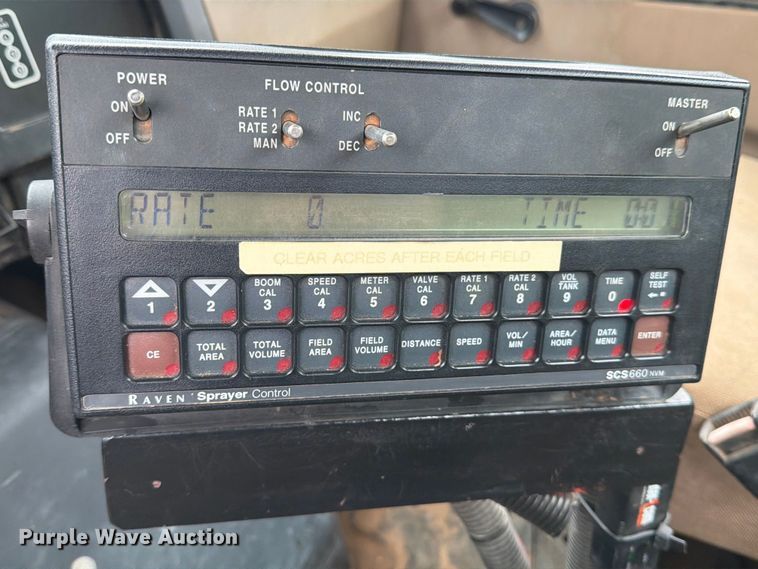 POWER
ON
OFF
FLOW CONTROL
RATE 1
RATE 2
MAN
INC
DEC
MASTER
ON
OFF
RATE 0 TIME 0:01
CLEAR ACRES AFTER EACH FIELD
1
2
BOOM CAL 3
SPEED CAL 4
METER CAL 5
VALVE CAL 6
RATE 1 CAL 7
RATE 2 CAL 8
VOL TANK 9
TIME 0
SELF TEST
CE
TOTAL AREA
TOTAL VOLUME
FIELD AREA
FIELD VOLUME
DISTANCE
SPEED
VOL/ MIN
AREA/ HOUR
DATA MENU
ENTER
RAVEN Sprayer Control
SCS660 NVM
Purple Wave Auction